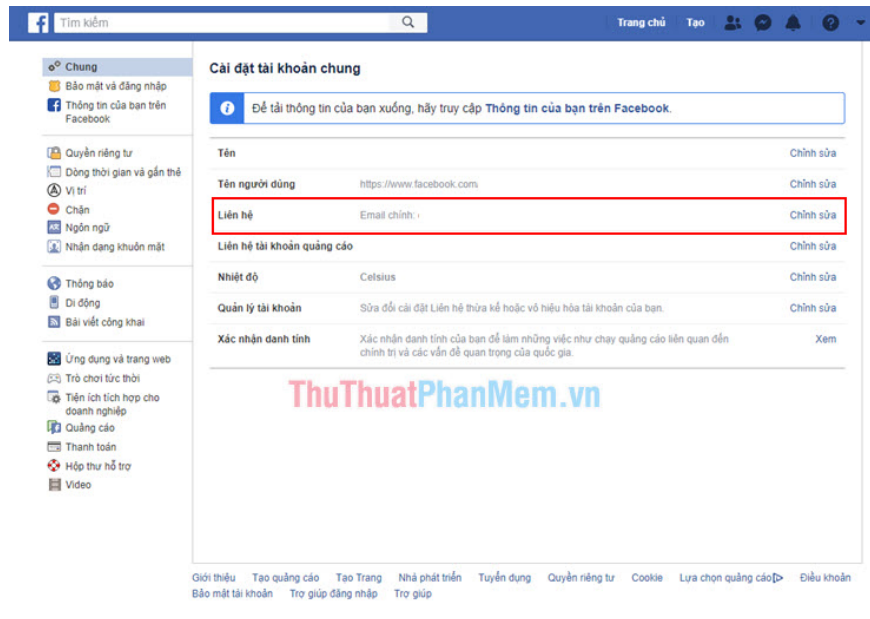 f Tìm kiếm Trang chủ Tạo
Chung
Bảo mật và đăng nhập
Thông tin của bạn trên
Facebook
Quyền riêng tư
Dòng thời gian và gắn thẻ
Vị trí
Chặn
Ngôn ngữ
Nhận dạng khuôn mặt
Thông báo
Di động
Bài viết công khai
Ứng dụng và trang web
Trò chơi tức thời
Tiện ích tích hợp cho
doanh nghiệp
Quảng cáo
Thanh toán
Hộp thư hỗ trợ
Video
Cài đặt tài khoản chung
Để tải thông tin của bạn xuống, hãy truy cập Thông tin của bạn trên Facebook.
Tên Chỉnh sửa
Tên người dùng https://www.facebook.com/ Chỉnh sửa
Liên hệ Email chính: Chỉnh sửa
Liên hệ tài khoản quảng cáo Chỉnh sửa
Nhiệt độ Celsius Chỉnh sửa
Quản lý tài khoản Sửa đổi cài đặt Liên hệ thừa kế hoặc vô hiệu hóa tài khoản của bạn. Chỉnh sửa
Xác nhận danh tính Xác nhận danh tính của bạn để làm những việc như chạy quảng cáo liên quan đến Xem
chính trị và các vấn đề quan trọng của quốc gia.
ThuThuatPhanMem.vn
Giới thiệu Tạo quảng cáo Tạo Trang Nhà phát triển Tuyển dụng Quyền riêng tư Cookie Lựa chọn quảng cáo Điều khoản
Bảo mật tài khoản Trợ giúp đăng nhập Trợ giúp